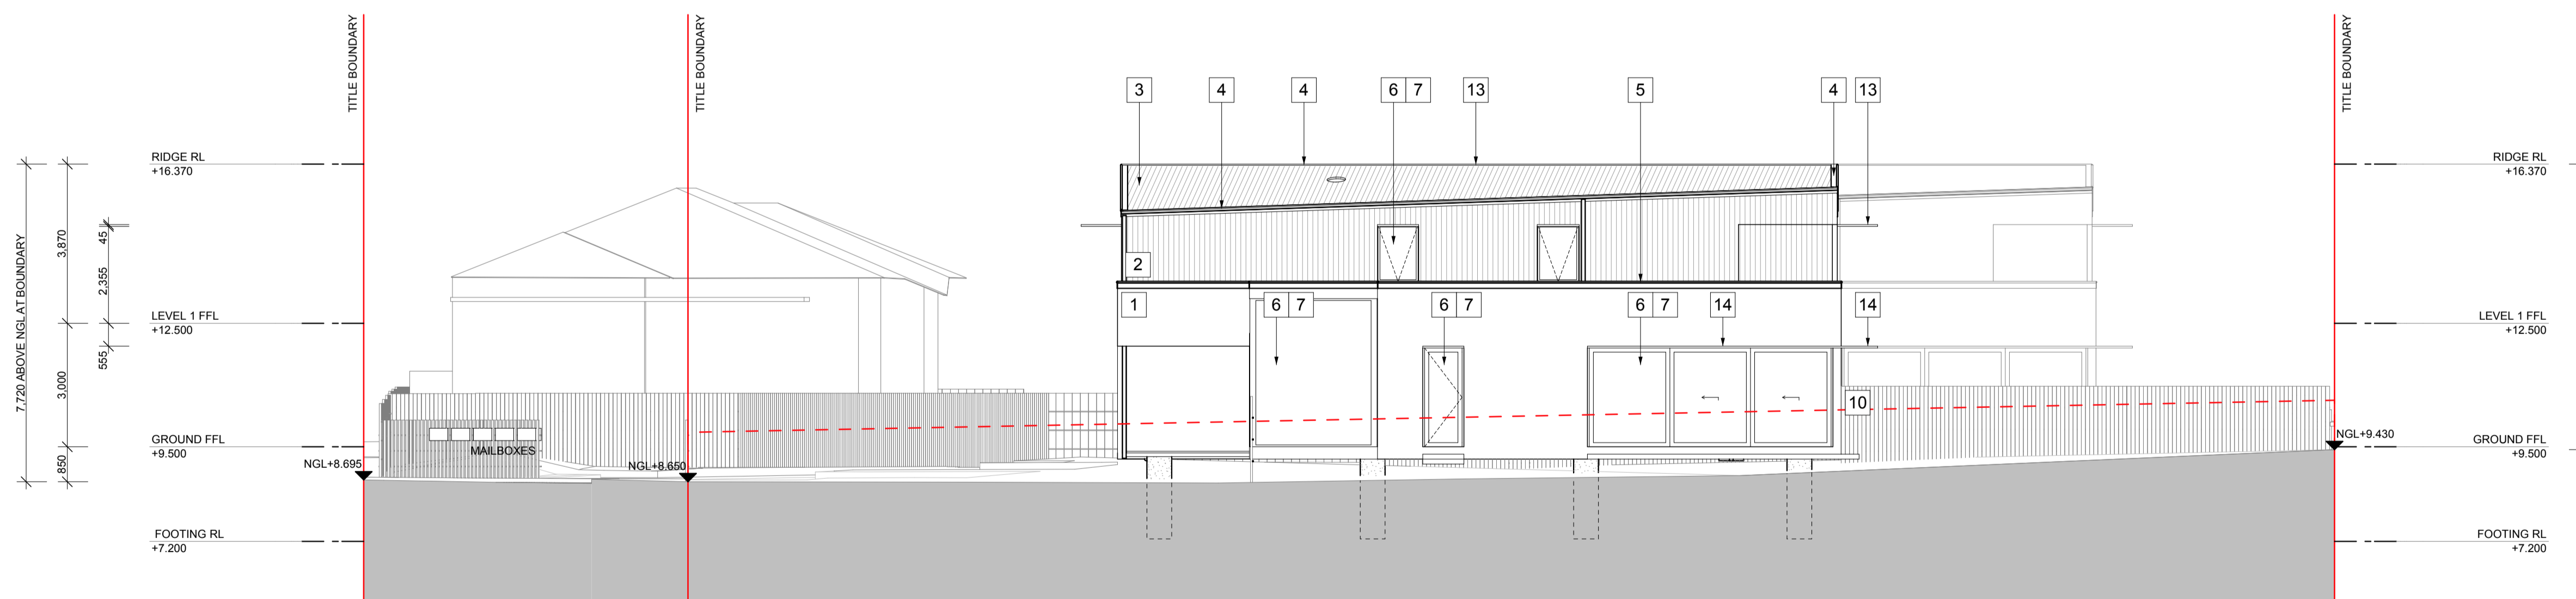 TITLE BOUNDARY
TITLE BOUNDARY
TITLE BOUNDARY
3
4
4
6 7
13
5
4
13
RIDGE RL
+16.370
RIDGE RL
+16.370
7,720 ABOVE NGL AT BOUNDARY
3,870
45
2,355
2
1
6 7
6 7
6 7
14
14
LEVEL 1 FFL
+12.500
LEVEL 1 FFL
+12.500
555
3,000
10
MAILBOXES
GROUND FFL
+9.500
NGL+9.430
GROUND FFL
+9.500
NGL+8.695
NGL+8.650
850
FOOTING RL
+7.200
FOOTING RL
+7.200